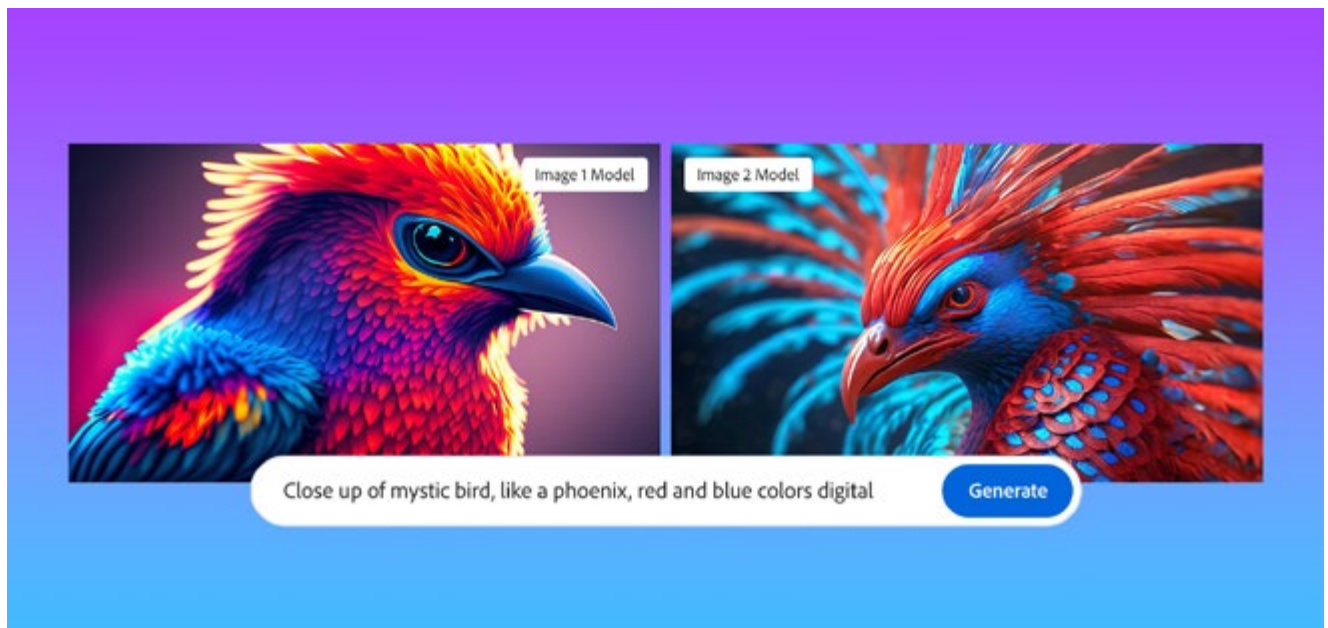 Image 1 Model
Image 2 Model
Close up of mystic bird, like a phoenix, red and blue colors digital
Generate